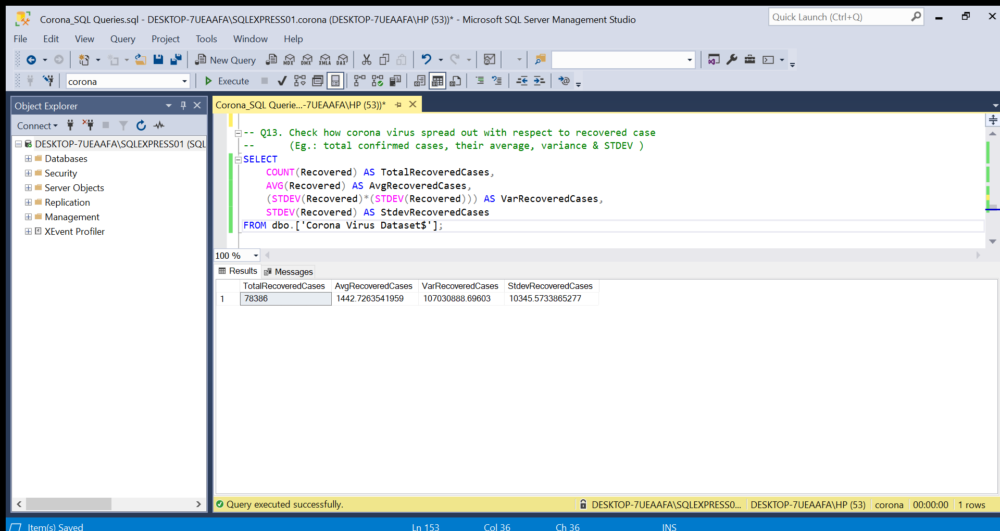 Corona_SQL Queries.sql - DESKTOP-7UEAAFA\SQLEXPRESS01.corona (DESKTOP-7UEAAFA\HP (53))* - Microsoft SQL Server Management Studio
Quick Launch (Ctrl+Q)
File Edit View Query Project Tools Window Help
New Query MDX DMX XMLA DAX
corona Execute
Object Explorer
Corona_SQL Querie...-7UEAAFA\HP (53))*
Connect
DESKTOP-7UEAAFA\SQLEXPRESS01 (SQL
Databases
Security
Server Objects
Replication
Management
XEvent Profiler
-- Q13. Check how corona virus spread out with respect to recovered case
-- (Eg.: total confirmed cases, their average, variance & STDEV )
SELECT
COUNT(Recovered) AS TotalRecoveredCases,
AVG(Recovered) AS AvgRecoveredCases,
(STDEV(Recovered)*(STDEV(Recovered))) AS VarRecoveredCases,
STDEV(Recovered) AS StdevRecoveredCases
FROM dbo.['Corona Virus Dataset$'];
100 %
Results Messages
TotalRecoveredCases AvgRecoveredCases VarRecoveredCases StdevRecoveredCases
1 78386 1442.7263541959 107030888.69603 10345.5733865277
Query executed successfully. DESKTOP-7UEAAFA\SQLEXPRESS0... DESKTOP-7UEAAFA\HP (53) corona 00:00:00 1 rows
Item(s) Saved Ln 153 Col 36 Ch 36 INS